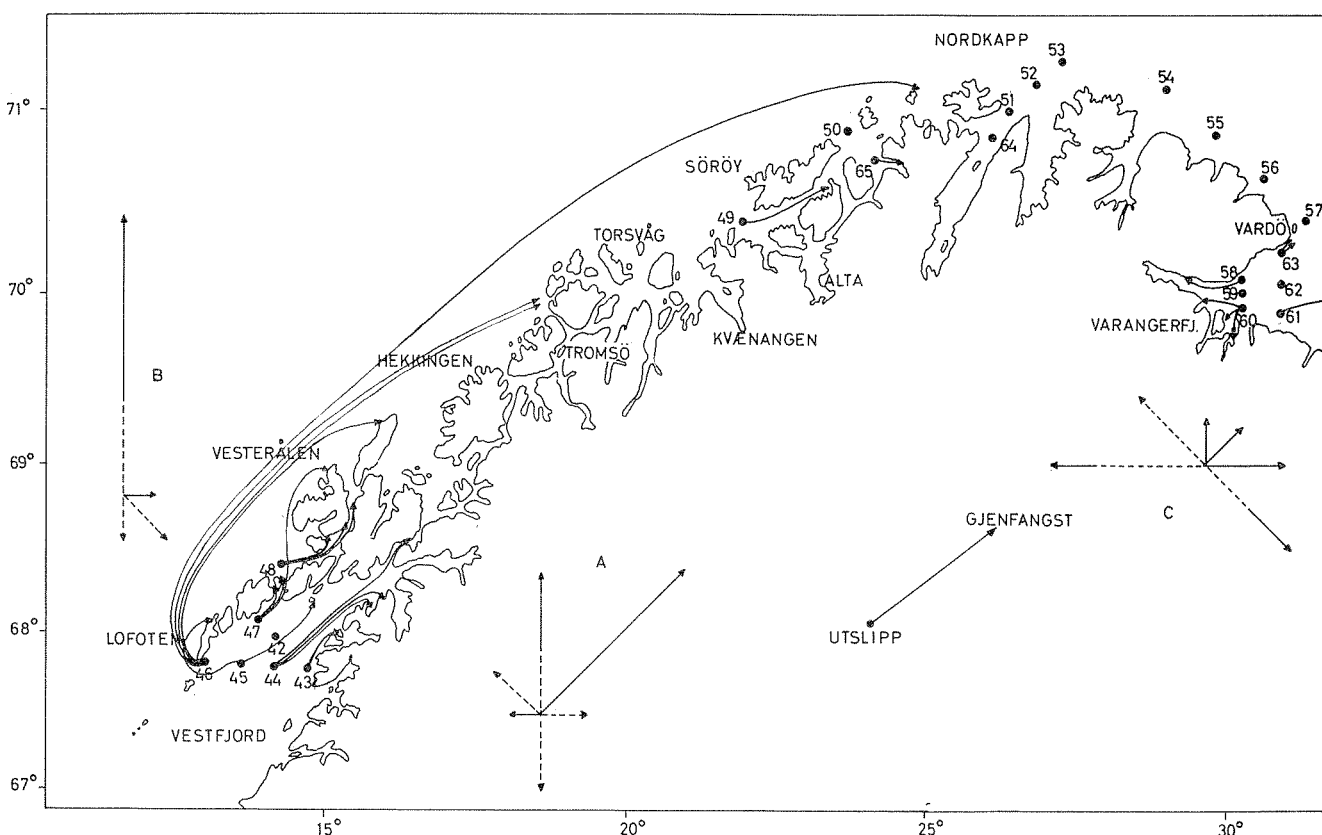 NORDKAPP
53
52
54
71°
51
50
55
64
SÖRÖY
65
56
49
57
TORSVÅG
VARDÖ
63
70°
ALTA
58
59
62
60
61
KVÆNANGEN
VARANGERFJ.
HEKKINGEN
TROMSÖ
B
VESTERÅLEN
69°
GJENFANGST
C
A
48
68°
LOFOTEN
47
42
UTSLIPP
46
45
44
43
VESTFJORD
67°
15°
20°
25°
30°